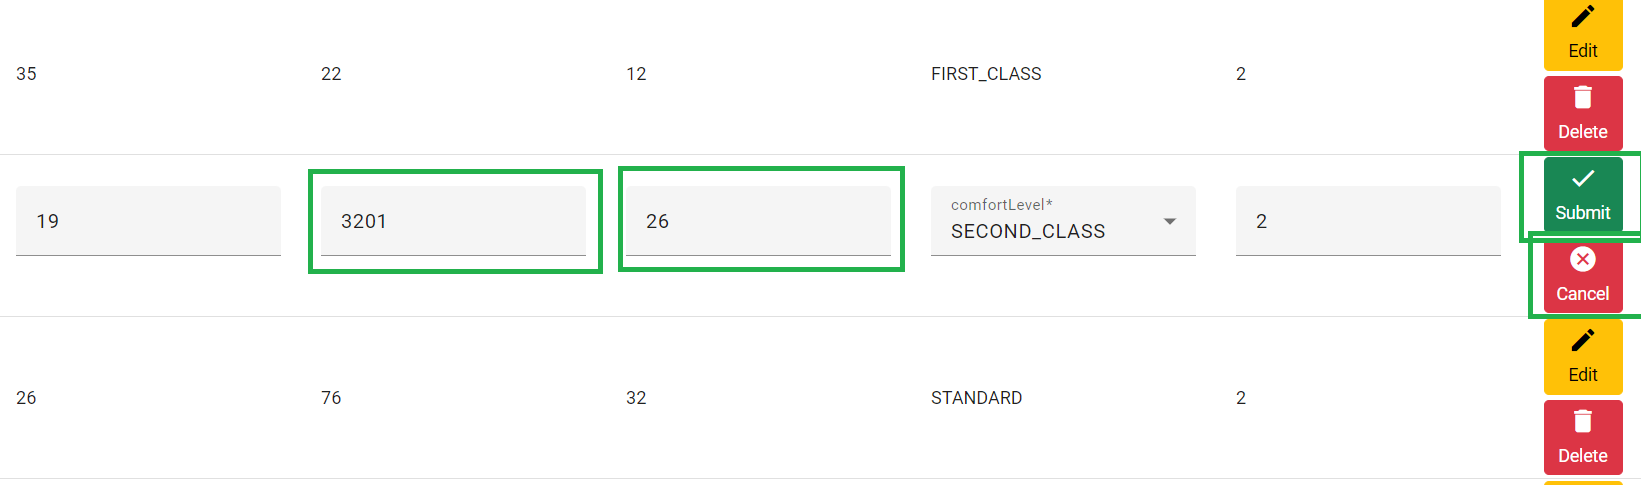 Edit
35 22 12 FIRST_CLASS 2
Delete
Submit
19 3201 26 comfortLevel* 2
SECOND_CLASS
Cancel
Edit
26 76 32 STANDARD 2
Delete